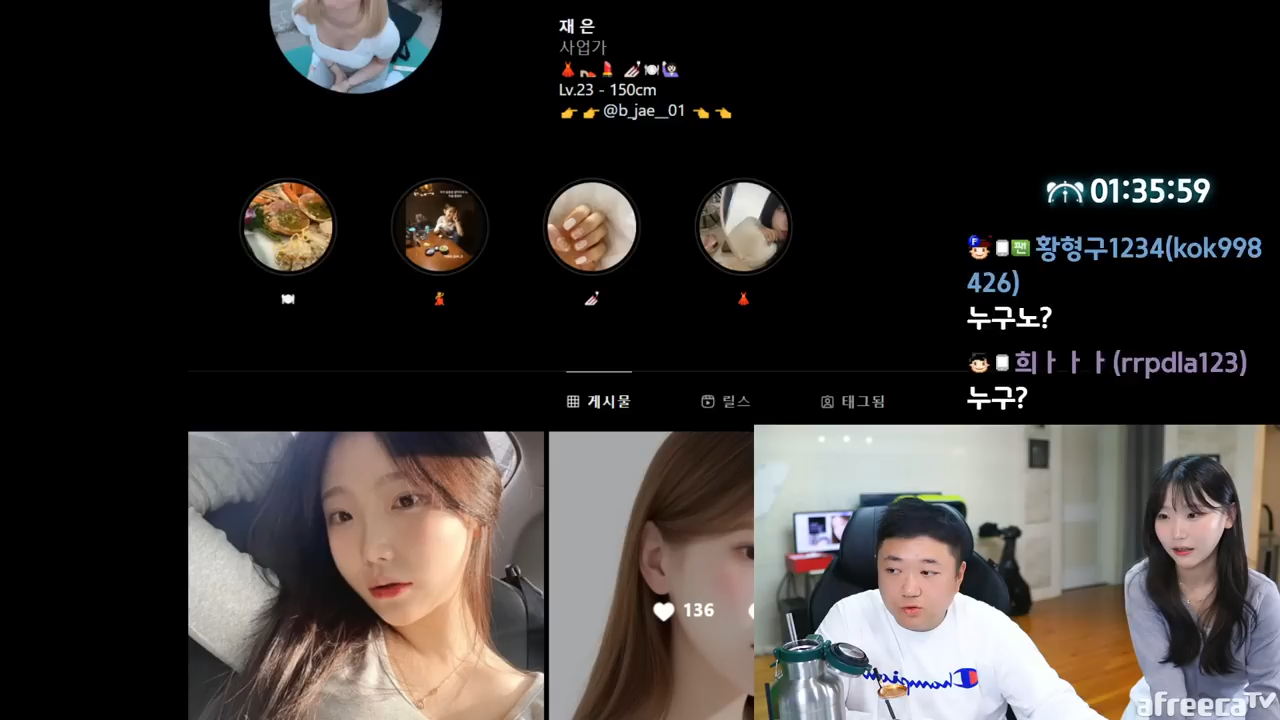 재 은
사업가
💃👠💄 💅🍽🙋🏻‍♀️
Lv.23 - 150cm
👉 👉 @b_jae__01 👈 👈
01:35:59
F 팬 황형구1234(kok998
426)
누구노?
희ㅏㅏㅏ(rrpdla123)
누구?
게시물
릴스
태그됨
136
Champion
afreecaTV